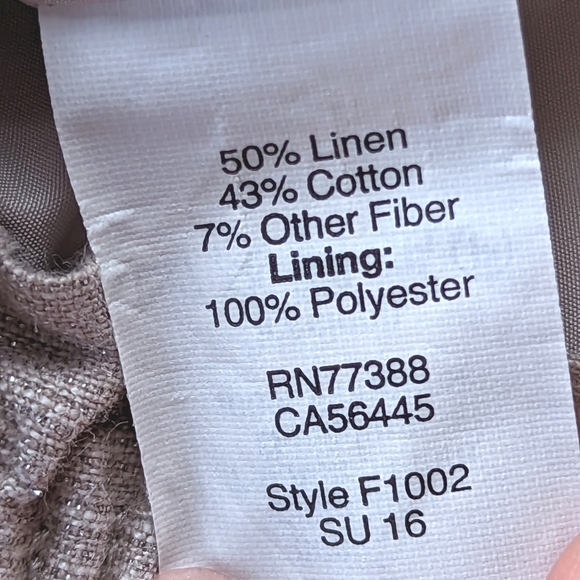 50% Linen
43% Cotton
7% Other Fiber
Lining:
100% Polyester
RN77388
CA56445
Style F1002
SU 16